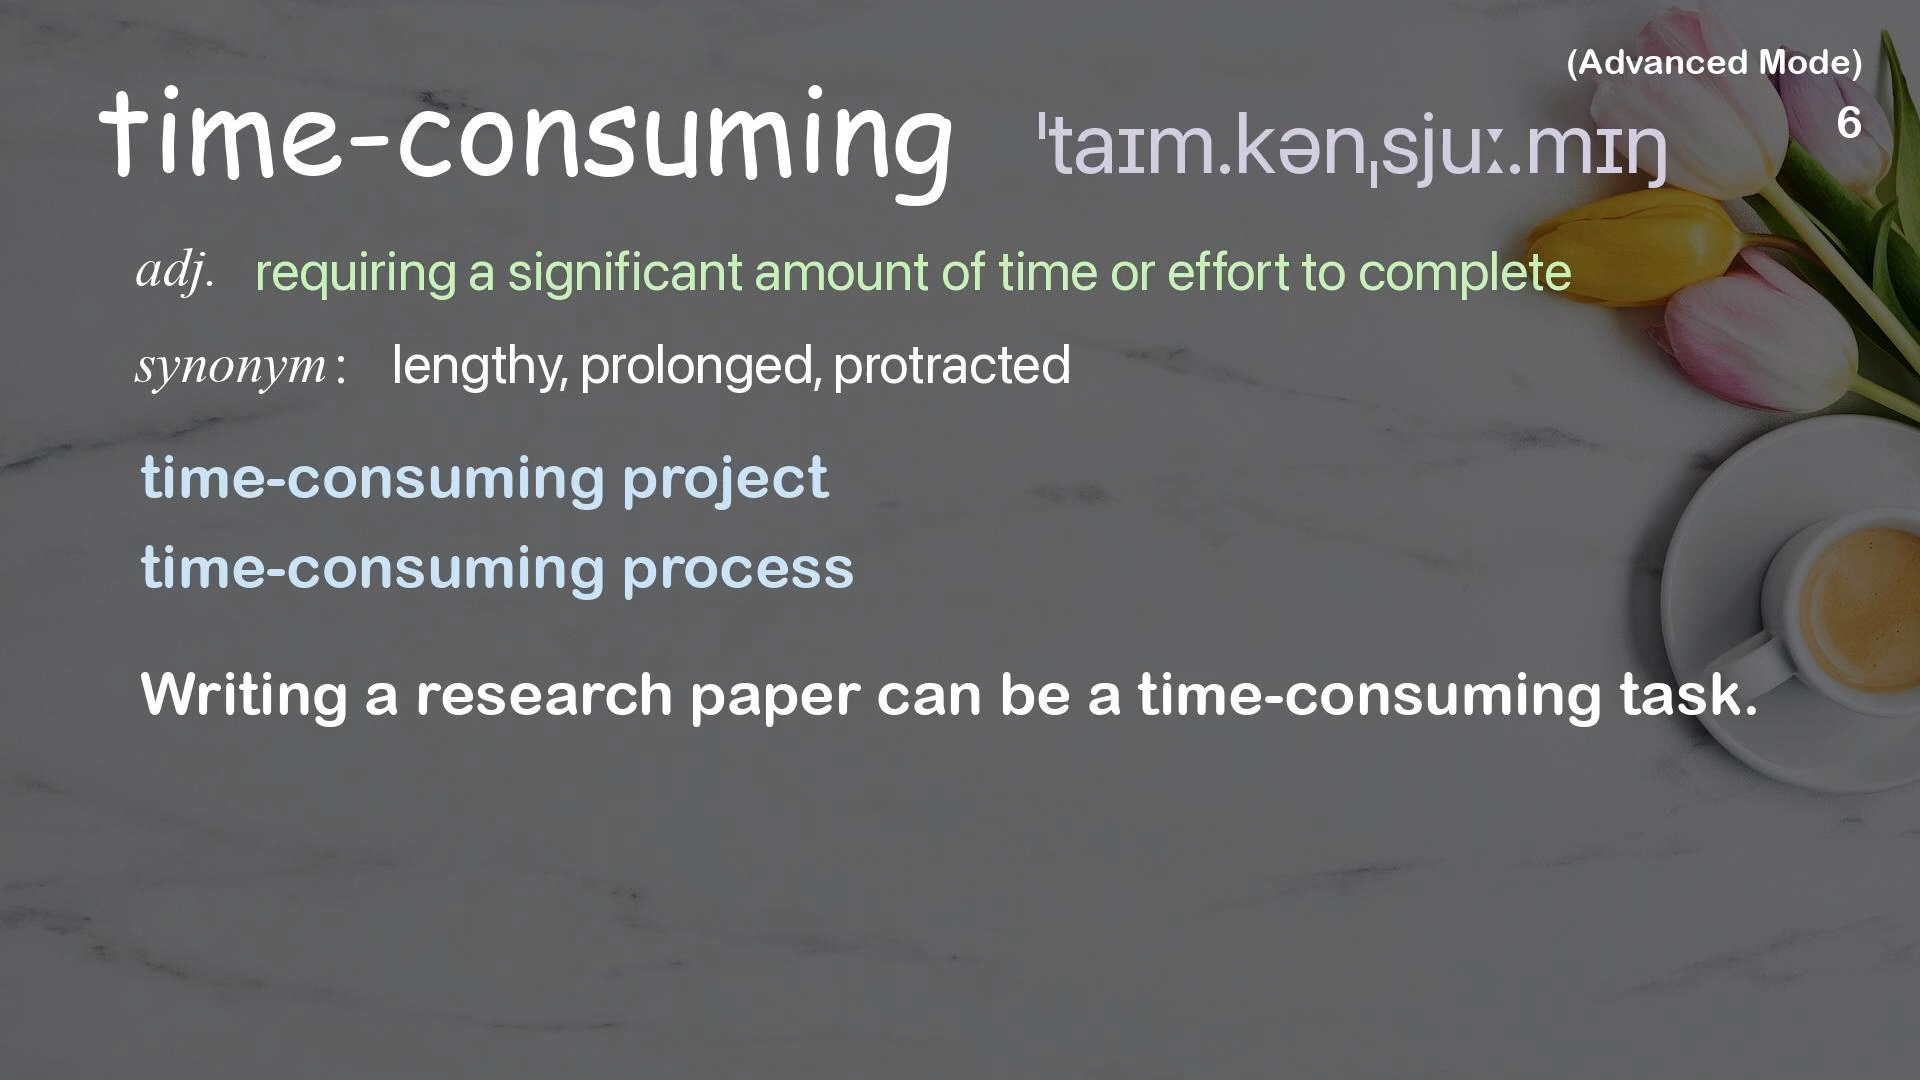 (Advanced Mode)
time-consuming ˈtaɪm.kənˌsjuː.mɪŋ 6
adj. requiring a significant amount of time or effort to complete
synonym: lengthy, prolonged, protracted
time-consuming project
time-consuming process
Writing a research paper can be a time-consuming task.